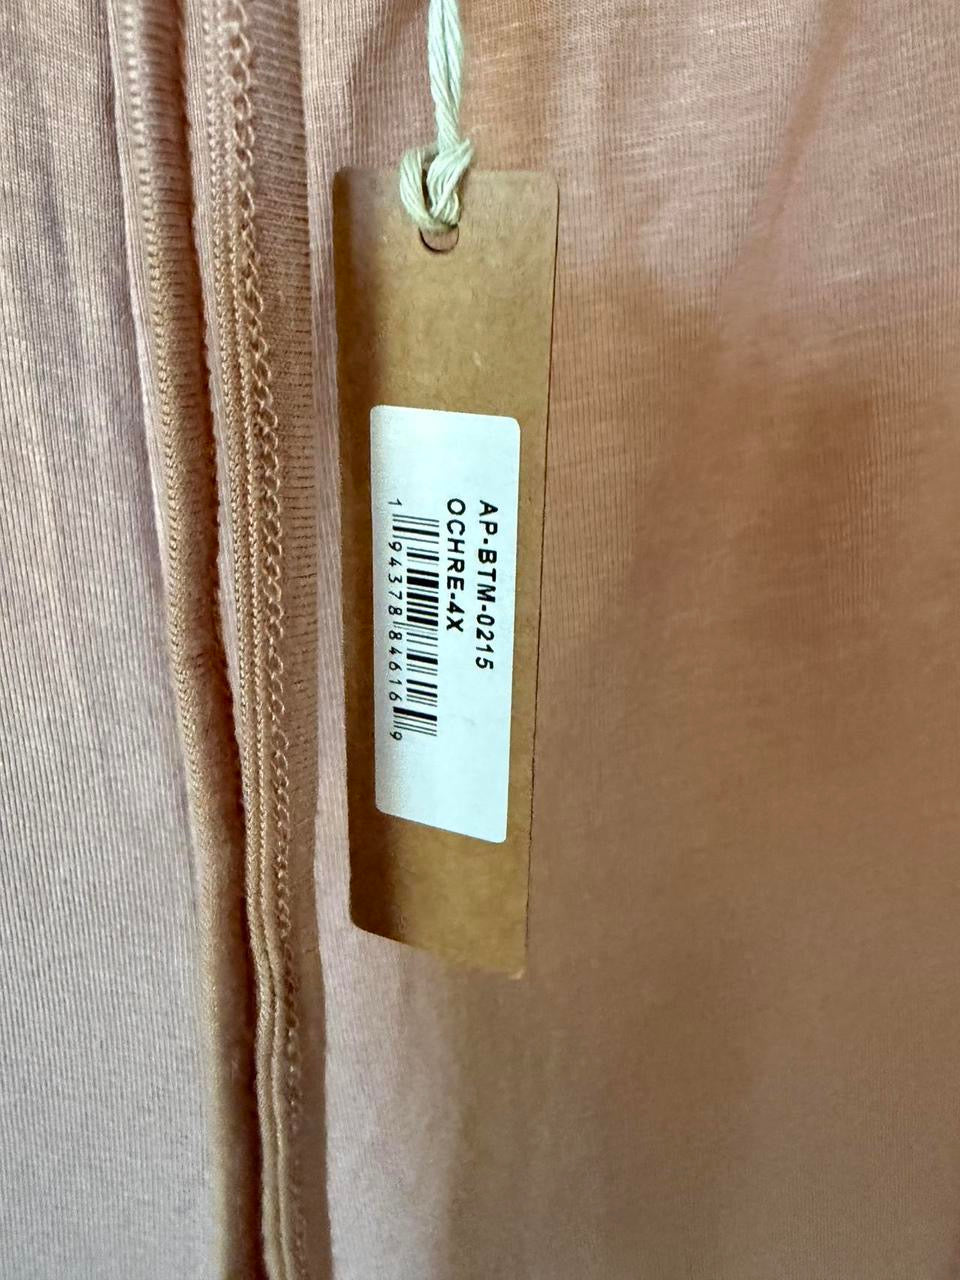 AP-BTM-0215
OCHRE-4X
1 94378 84616 9